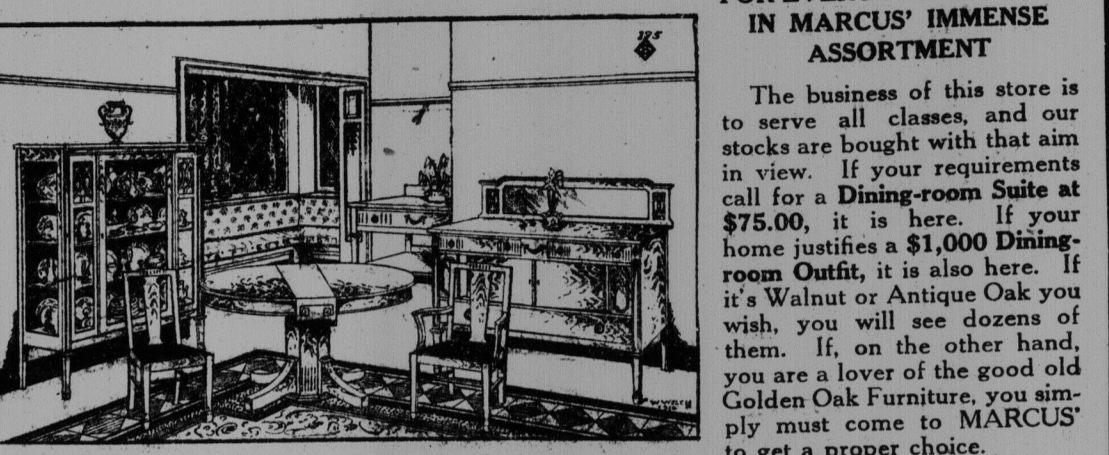 175
W. WELCH
IN MARCUS' IMMENSE
ASSORTMENT
The business of this store is
to serve all classes, and our
stocks are bought with that aim
in view. If your requirements
call for a Dining-room Suite at
$75.00, it is here. If your
home justifies a $1,000 Dining-
room Outfit, it is also here. If
it's Walnut or Antique Oak you
wish, you will see dozens of
them. If, on the other hand,
you are a lover of the good old
Golden Oak Furniture, you sim-
ply must come to MARCUS'
to get a proper choice.